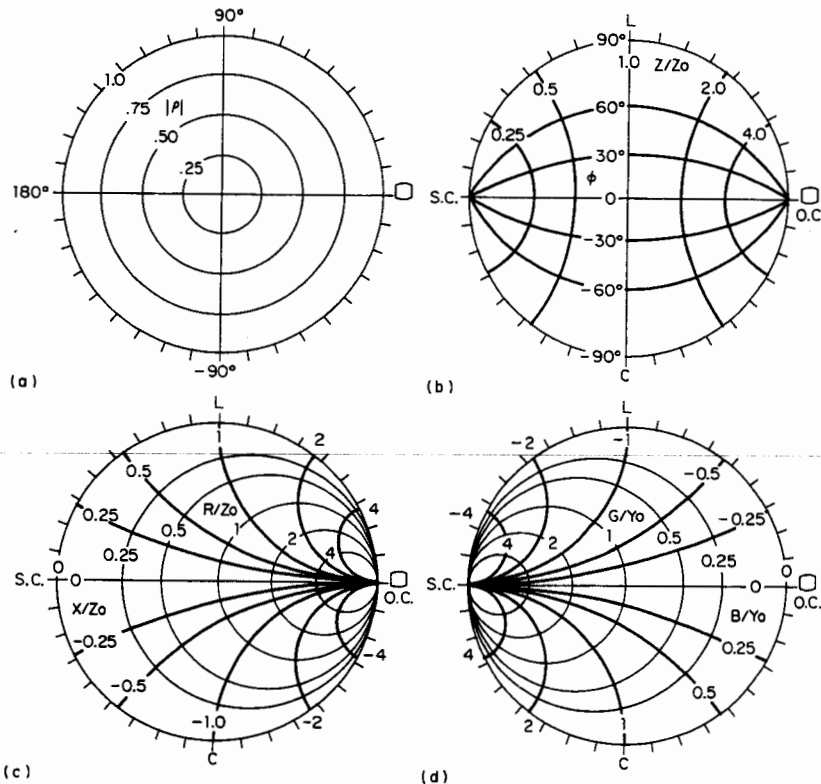 90°
1.0
.75
|ρ|
.50
.25
180°
-90°
(a)
L
90°
1.0
Z/Zo
0.5
2.0
60°
0.25
4.0
30°
φ
S.C.
0
O.C.
-30°
-60°
-90°
C
(b)
L
1
2
0.5
R/Zo
4
0.25
0.5
1
2
4
0.25
0
S.C.
0
O.C.
X/Zo
-0.25
-4
-0.5
-1.0
-2
C
(c)
L
-1
-2
-0.5
G/Yo
-4
-0.25
0.5
1
2
4
0.25
0
S.C.
0
O.C.
B/Yo
0.25
4
0.5
2
1
C
(d)